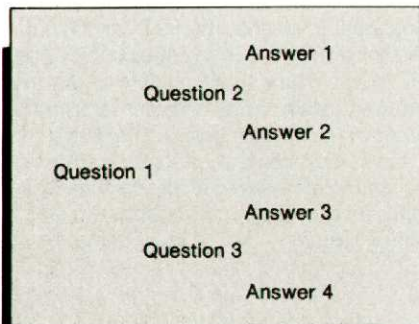 Answer 1
Question 2
Answer 2
Question 1
Answer 3
Question 3
Answer 4